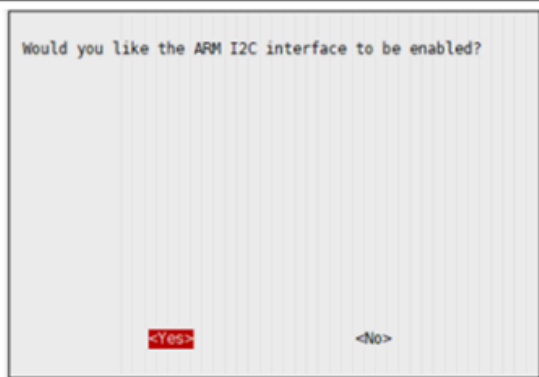 Would you like the ARM I2C interface to be enabled?
<Yes> <No>